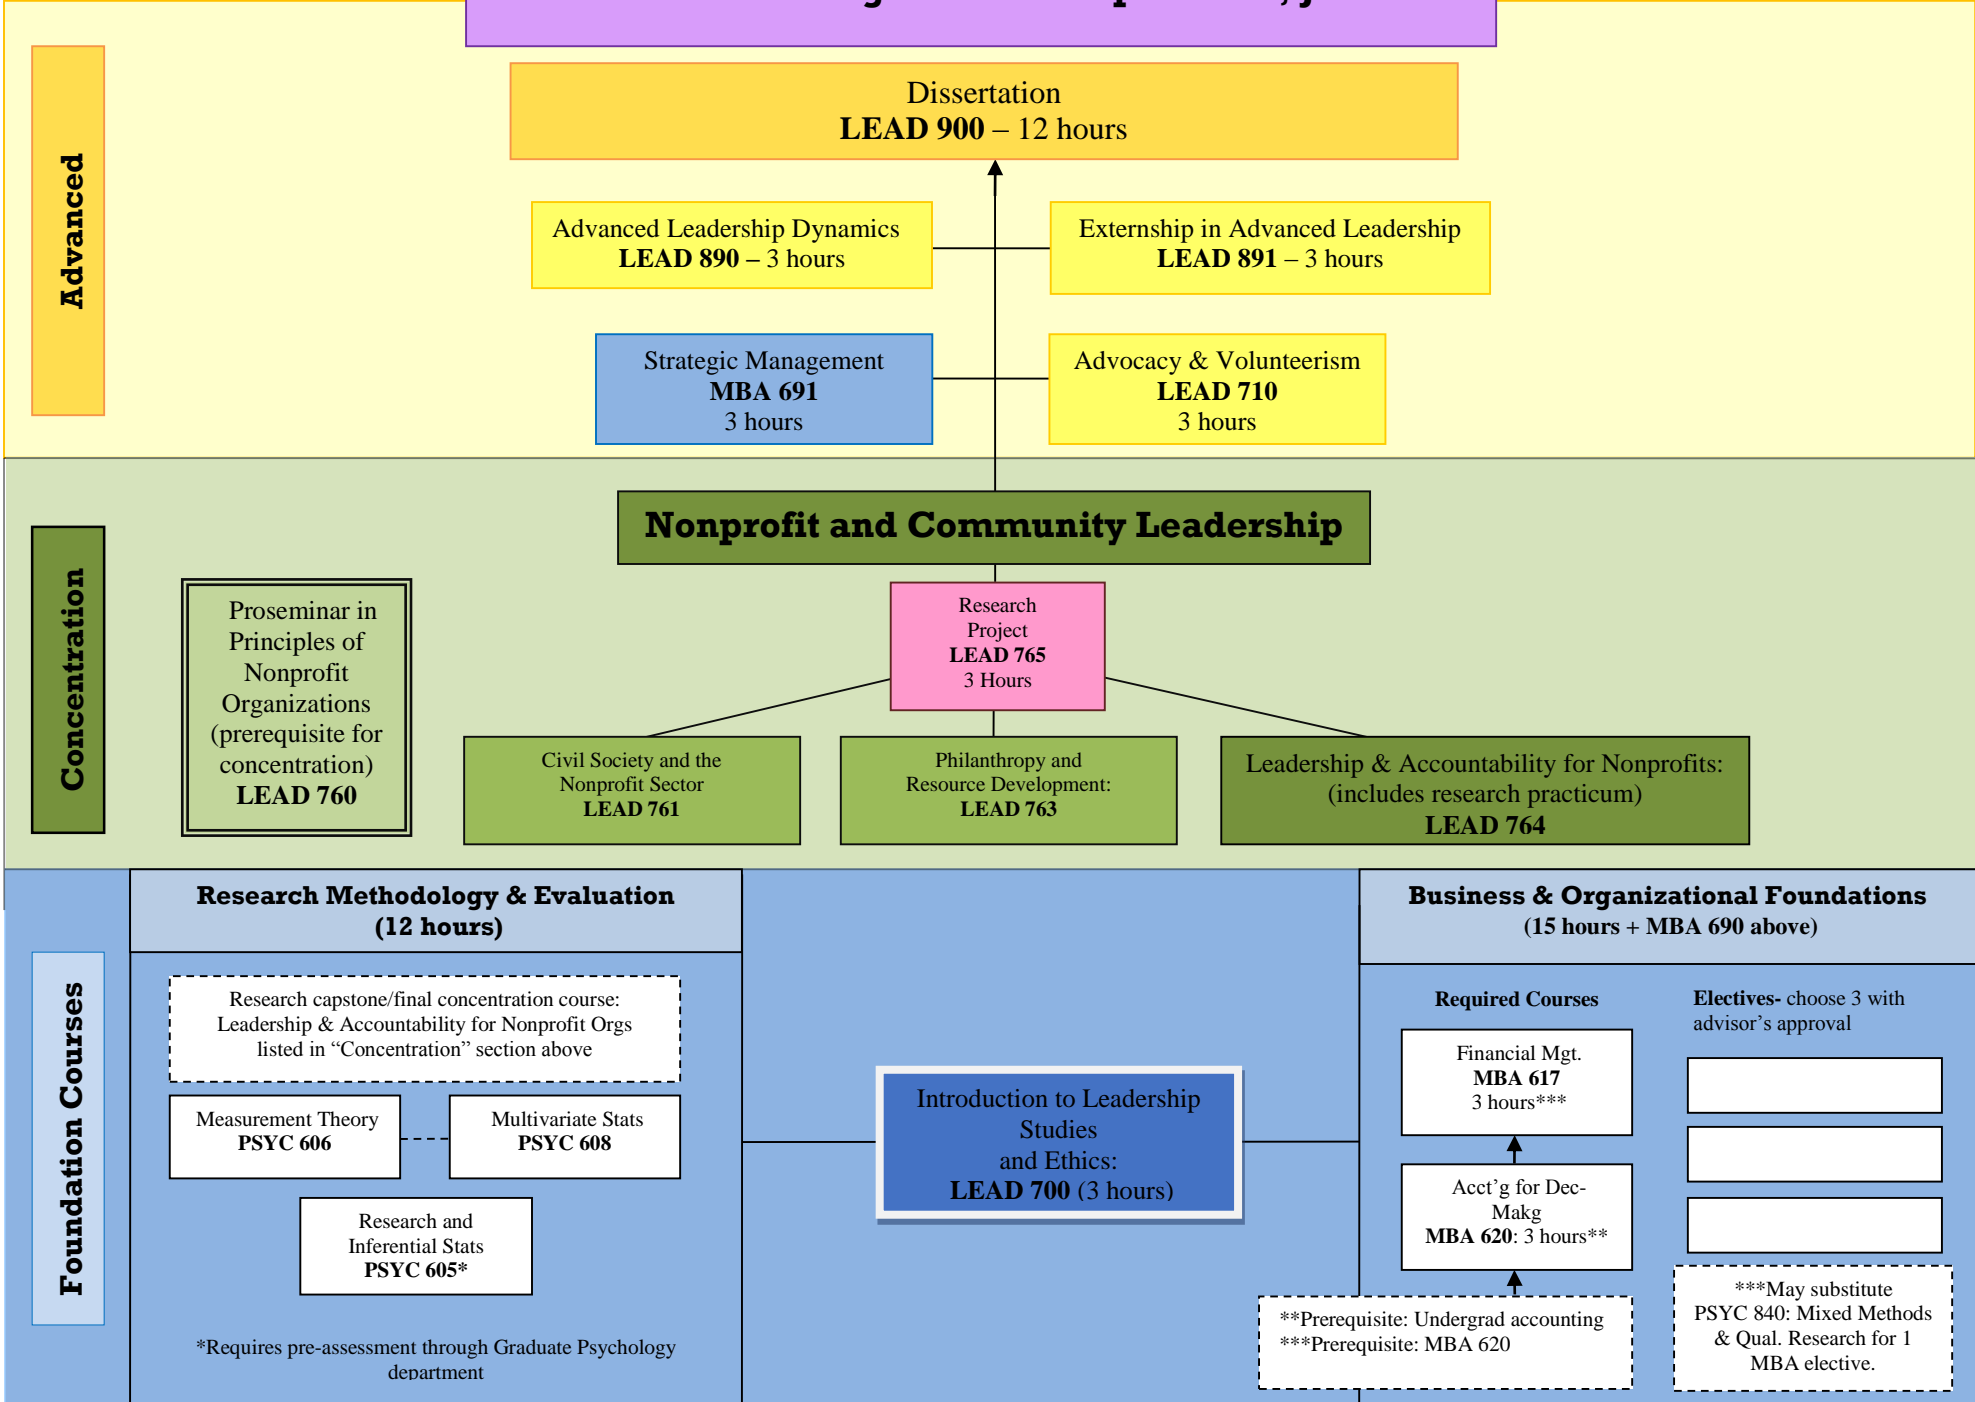 Advanced
Dissertation
LEAD 900 – 12 hours
Advanced Leadership Dynamics
LEAD 890 – 3 hours
Externship in Advanced Leadership
LEAD 891 – 3 hours
Strategic Management
MBA 691
3 hours
Advocacy & Volunteerism
LEAD 710
3 hours
Concentration
Nonprofit and Community Leadership
Proseminar in
Principles of
Nonprofit
Organizations
(prerequisite for
concentration)
LEAD 760
Research
Project
LEAD 765
3 Hours
Civil Society and the
Nonprofit Sector
LEAD 761
Philanthropy and
Resource Development:
LEAD 763
Leadership & Accountability for Nonprofits:
(includes research practicum)
LEAD 764
Foundation Courses
Research Methodology & Evaluation
(12 hours)
Research capstone/final concentration course:
Leadership & Accountability for Nonprofit Orgs
listed in “Concentration” section above
Measurement Theory
PSYC 606
Multivariate Stats
PSYC 608
Research and
Inferential Stats
PSYC 605*
*Requires pre-assessment through Graduate Psychology
department
Introduction to Leadership
Studies
and Ethics:
LEAD 700 (3 hours)
Business & Organizational Foundations
(15 hours + MBA 690 above)
Required Courses
Financial Mgt.
MBA 617
3 hours***
Acct’g for Dec-
Makg
MBA 620: 3 hours**
**Prerequisite: Undergrad accounting
***Prerequisite: MBA 620
Electives- choose 3 with
advisor’s approval
***May substitute
PSYC 840: Mixed Methods
& Qual. Research for 1
MBA elective.